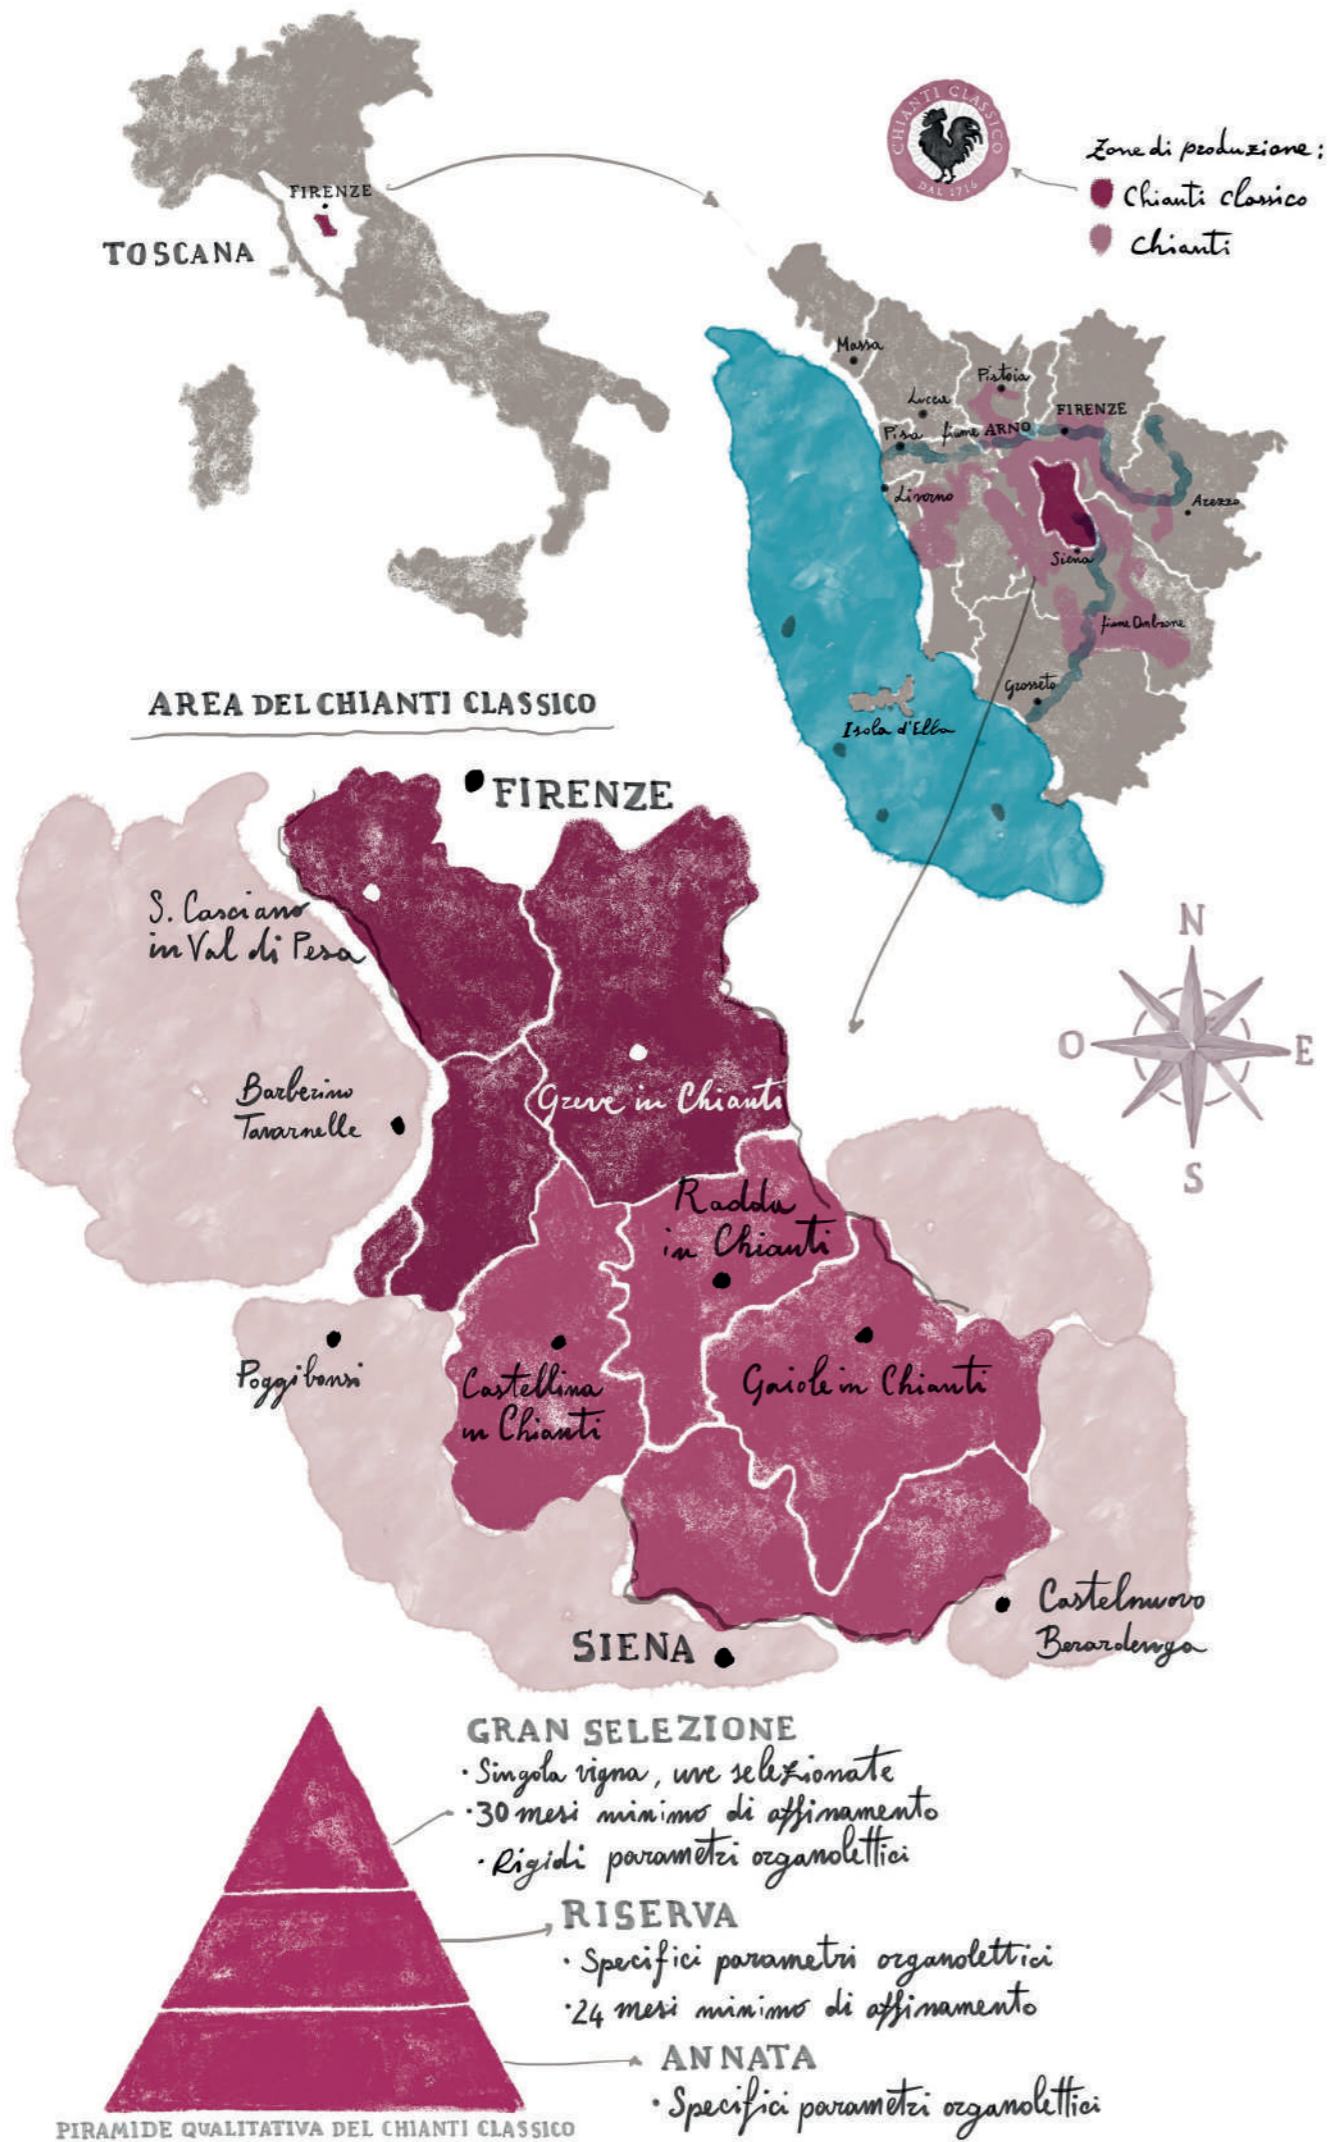 FIRENZE
TOSCANA
CHIANTI CLASSICO
DAL 1716
Zone di produzione:
Chianti classico
Chianti
Massa
Pistoia
Lucca
FIRENZE
Pisa
fiume ARNO
Livorno
Arezzo
Siena
fiume Ombrone
Grosseto
Isola d'Elba
AREA DEL CHIANTI CLASSICO
FIRENZE
S. Casciano
in Val di Pesa
N
O
E
S
Barberino
Tavarnelle
Greve in Chianti
Radda
in Chianti
Poggibonsi
Castellina
in Chianti
Gaiole in Chianti
Castelnuovo
Berardenga
SIENA
GRAN SELEZIONE
· Singola vigna, uve selezionate
· 30 mesi minimo di affinamento
· Rigidi parametri organolettici
RISERVA
· Specifici parametri organolettici
· 24 mesi minimo di affinamento
ANNATA
· Specifici parametri organolettici
PIRAMIDE QUALITATIVA DEL CHIANTI CLASSICO